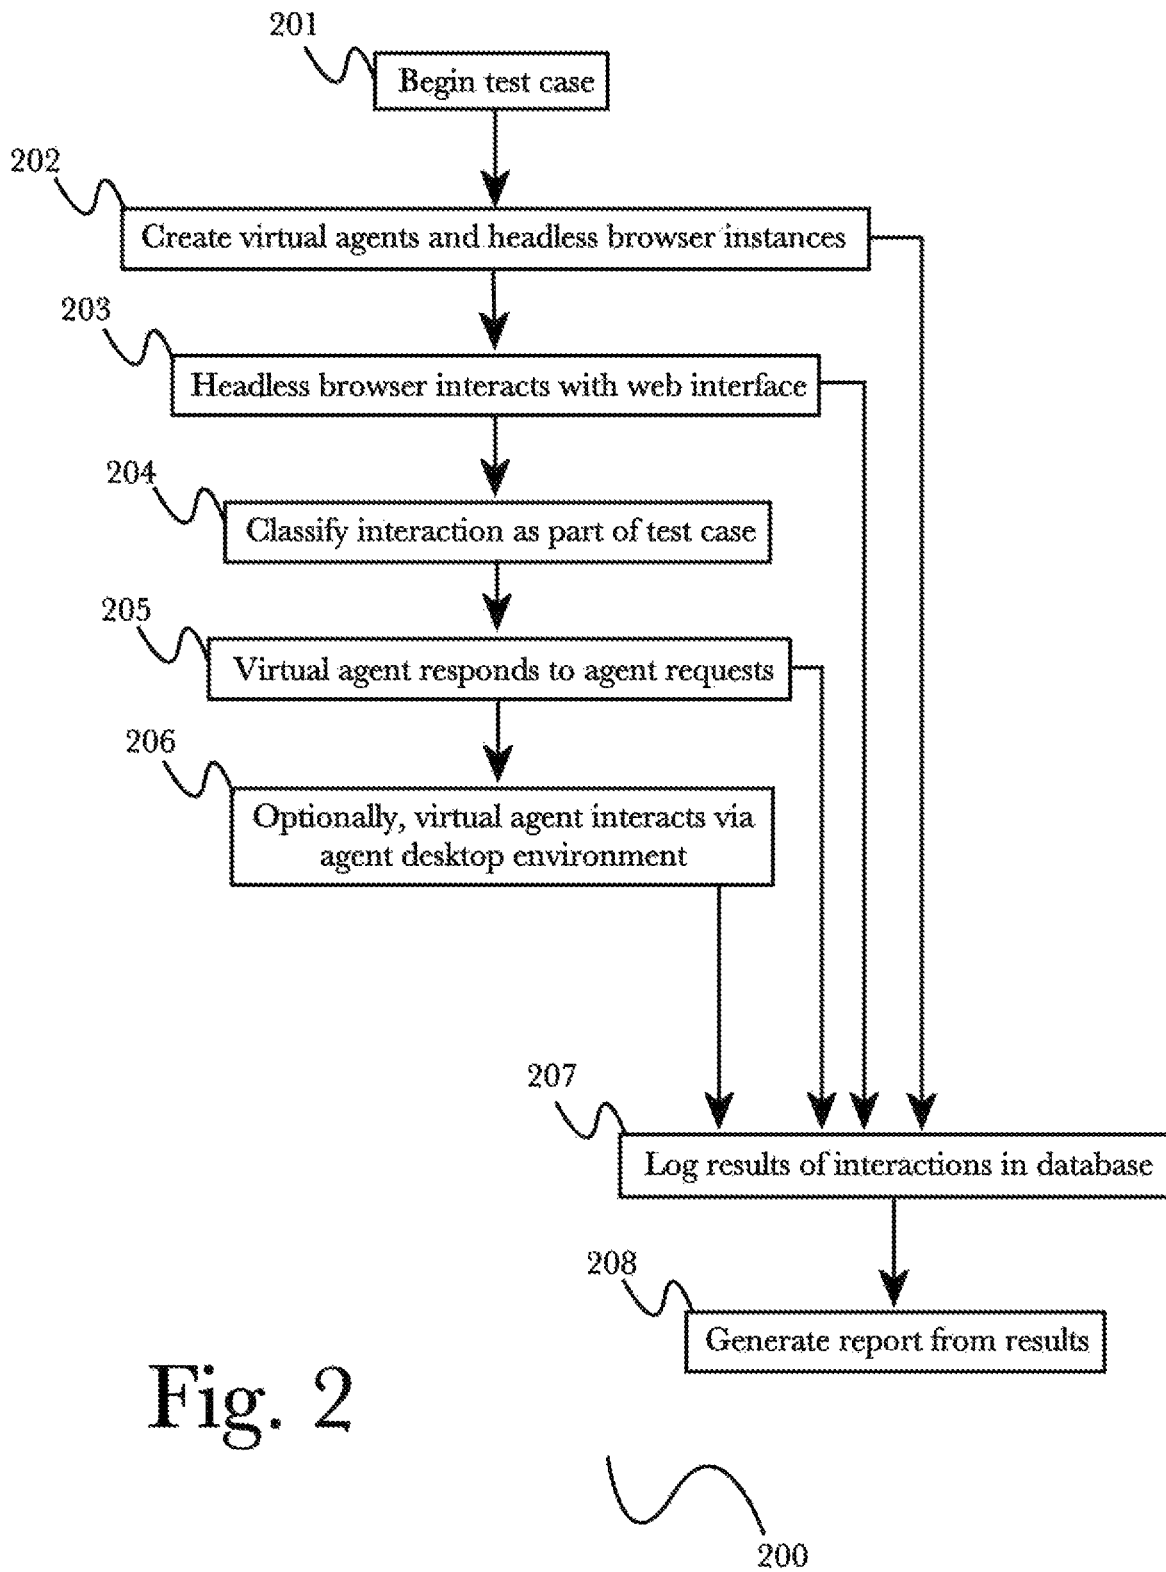 201
Begin test case
202
Create virtual agents and headless browser instances
203
Headless browser interacts with web interface
204
Classify interaction as part of test case
205
Virtual agent responds to agent requests
206
Optionally, virtual agent interacts via
agent desktop environment
207
Log results of interactions in database
208
Generate report from results
Fig. 2
200